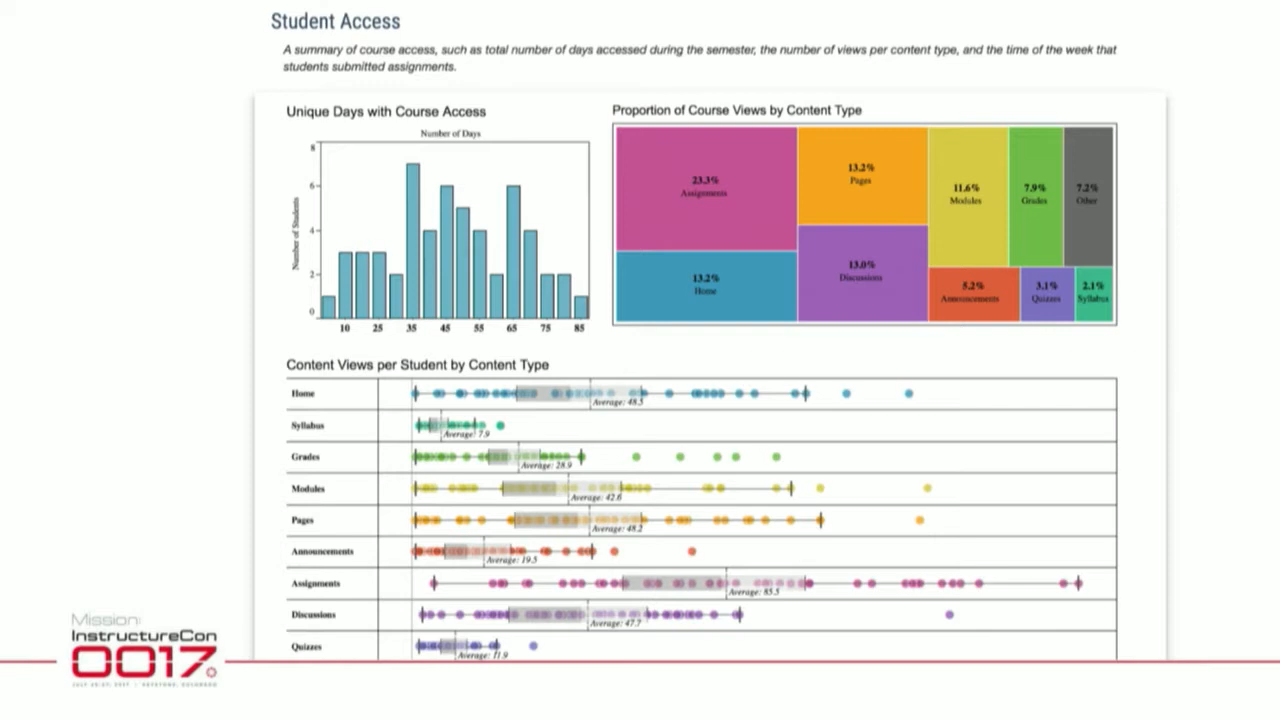 Student Access
A summary of course access, such as total number of days accessed during the semester, the number of views per content type, and the time of the week that
students submitted assignments.
Unique Days with Course Access
Proportion of Course Views by Content Type
Number of Days
Number of Students
8
6
4
2
0
10 25 35 45 55 65 75 85
23.3%
Assignments
13.2%
Home
13.2%
Pages
13.0%
Discussions
11.6%
Modules
7.9%
Grades
7.2%
Other
5.2%
Announcements
3.1%
Quizzes
2.1%
Syllabus
Content Views per Student by Content Type
Home
Average: 48.5
Syllabus
Average: 7.9
Grades
Average: 28.9
Modules
Average: 42.6
Pages
Average: 48.2
Announcements
Average: 19.5
Assignments
Average: 85.5
Discussions
Average: 47.7
Quizzes
Average: 11.9
Mission:
InstructureCon
0017